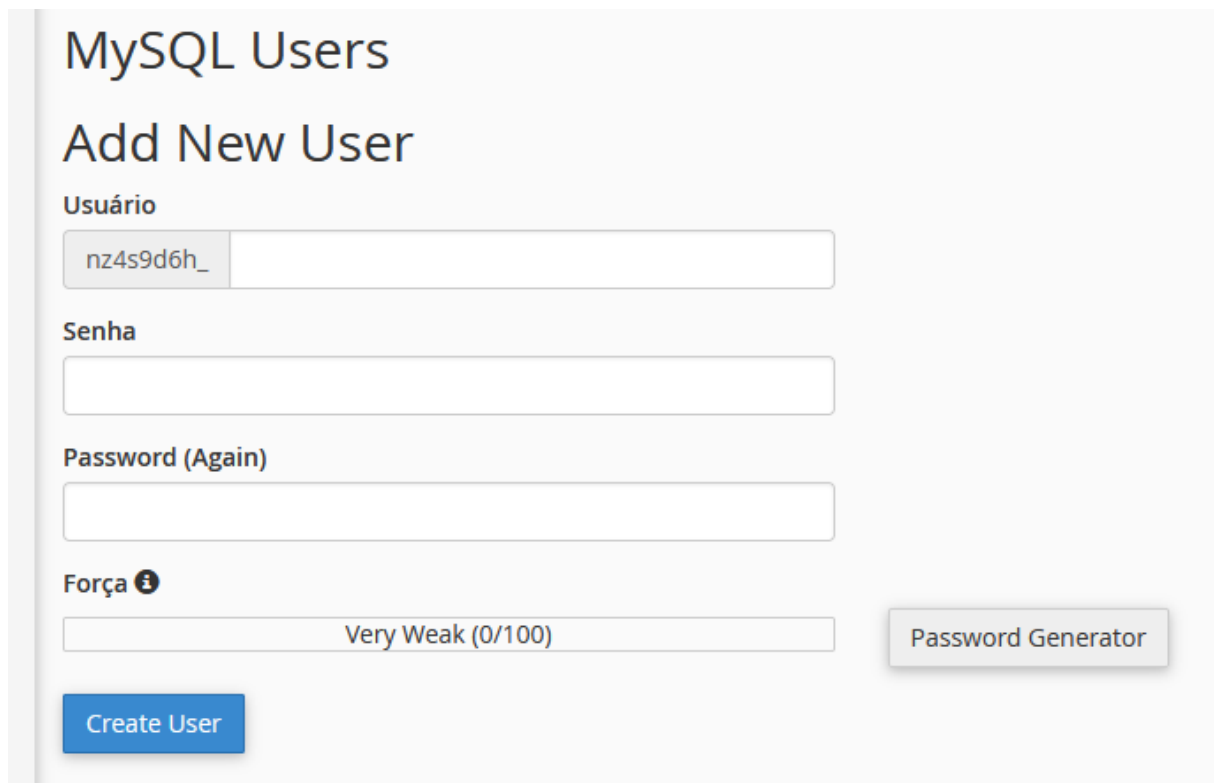 MySQL Users
Add New User
Usuário
nz4s9d6h_
Senha
Password (Again)
Força
Very Weak (0/100)
Password Generator
Create User